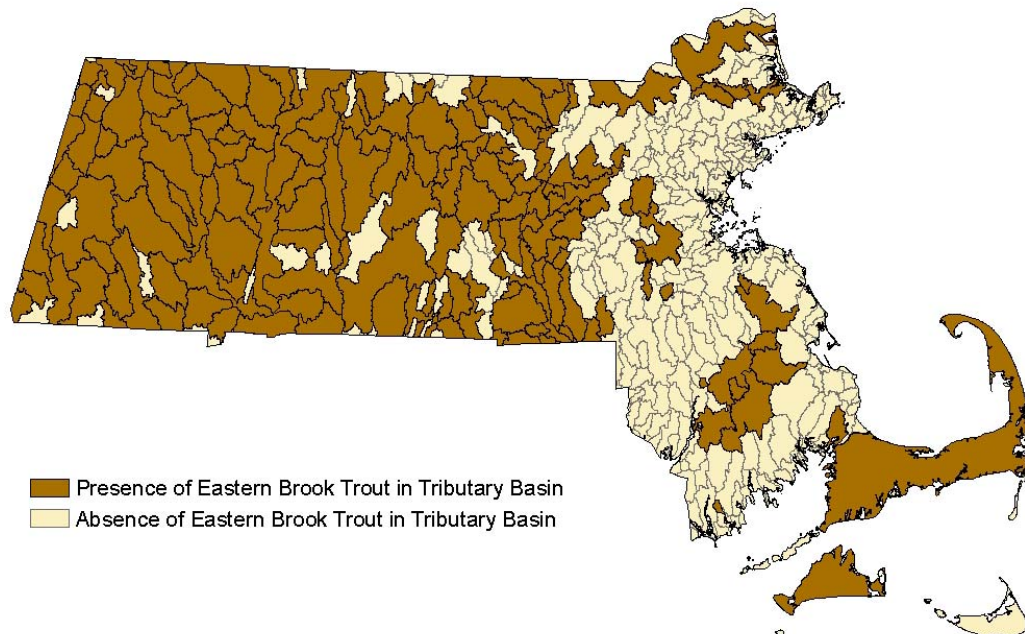 Presence of Eastern Brook Trout in Tributary Basin
Absence of Eastern Brook Trout in Tributary Basin